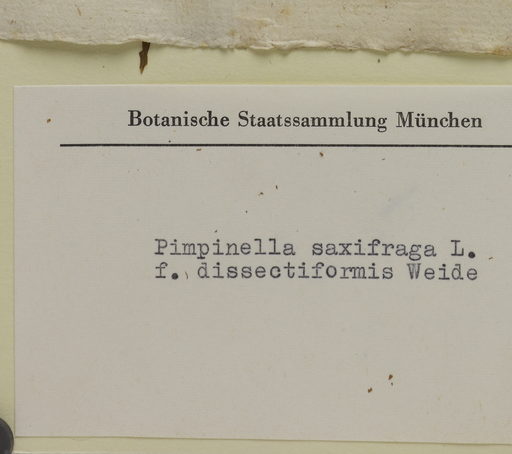 Botanische Staatssammlung München
Pimpinella saxifraga L.
f. dissectiformis Weide